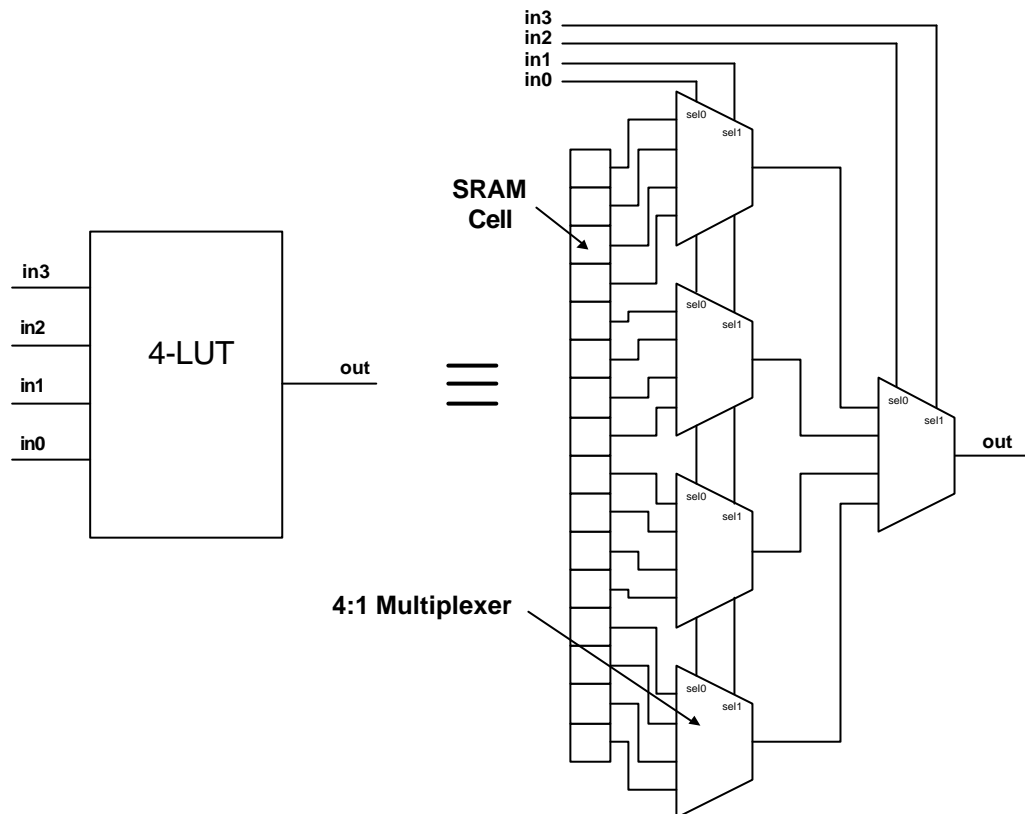 in3
in2
in1
in0
sel0
sel1
SRAM
Cell
in3
in2
in1
in0
4-LUT
out
sel0
sel1
sel0
sel1
out
sel0
sel1
4:1 Multiplexer
sel0
sel1